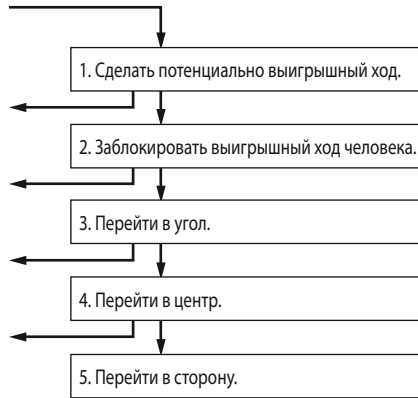 1. Сделать потенциально выигрышный ход.
2. Заблокировать выигрышный ход человека.
3. Перейти в угол.
4. Перейти в центр.
5. Перейти в сторону.